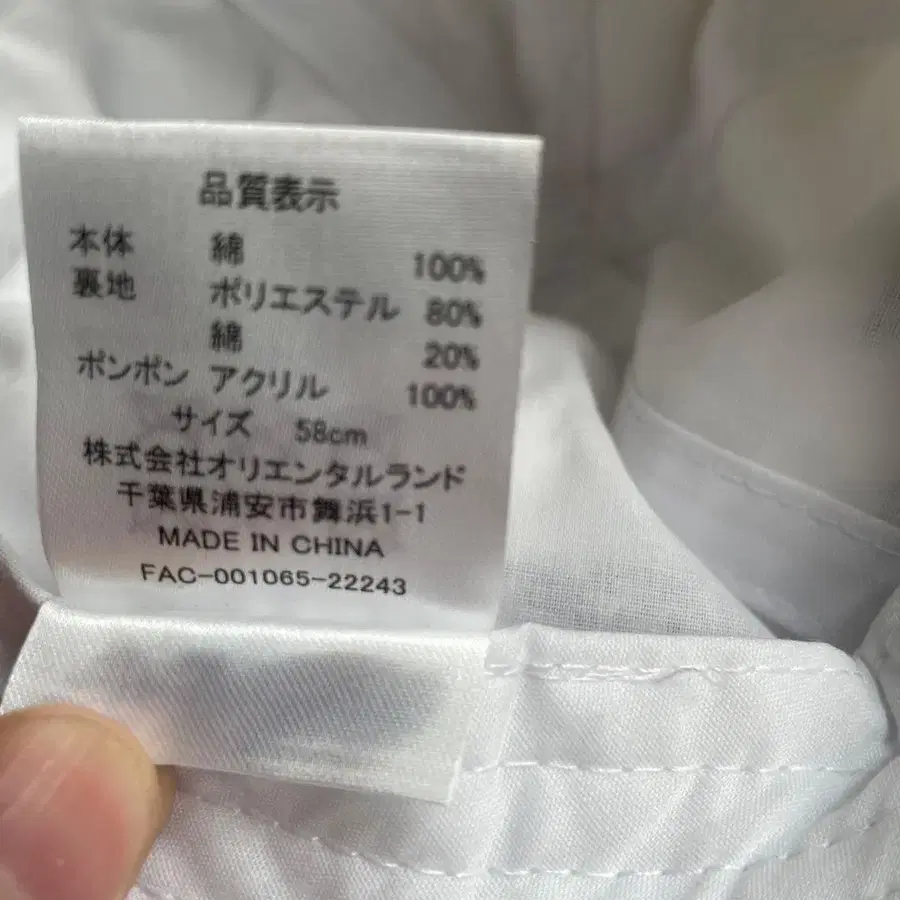 品質表示
本体 綿 100%
裏地 ポリエステル 80%
綿 20%
ポンポン アクリル 100%
サイズ 58cm
株式会社オリエンタルランド
千葉県浦安市舞浜1-1
MADE IN CHINA
FAC-001065-22243